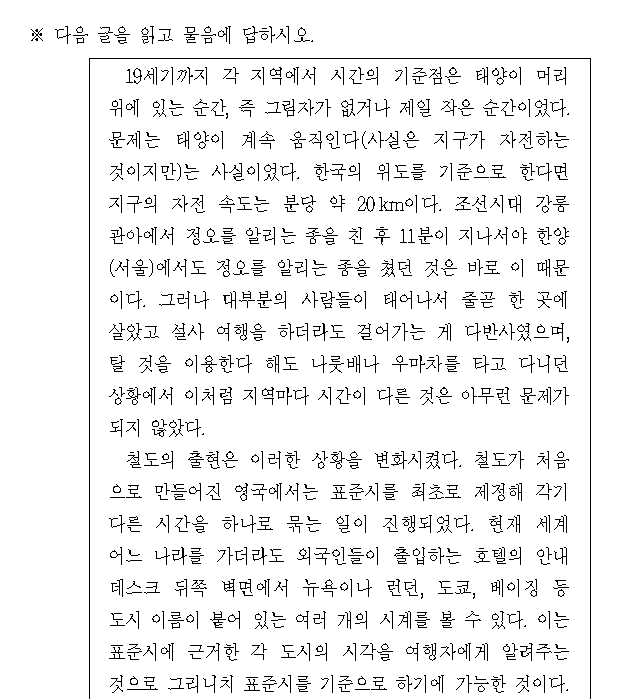 ※ 다음 글을 읽고 물음에 답하시오.
19세기까지 각 지역에서 시간의 기준점은 태양이 머리
위에 있는 순간, 즉 그림자가 없거나 제일 작은 순간이었다.
문제는 태양이 계속 움직인다(사실은 지구가 자전하는
것이지만)는 사실이었다. 한국의 위도를 기준으로 한다면
지구의 자전 속도는 분당 약 20km이다. 조선시대 강릉
관아에서 정오를 알리는 종을 친 후 11분이 지나서야 한양
(서울)에서도 정오를 알리는 종을 쳤던 것은 바로 이 때문
이다. 그러나 대부분의 사람들이 태어나서 줄곧 한 곳에
살았고 설사 여행을 하더라도 걸어가는 게 다반사였으며,
탈 것을 이용한다 해도 나룻배나 우마차를 타고 다니던
상황에서 이처럼 지역마다 시간이 다른 것은 아무런 문제가
되지 않았다.
철도의 출현은 이러한 상황을 변화시켰다. 철도가 처음
으로 만들어진 영국에서는 표준시를 최초로 제정해 각기
다른 시간을 하나로 묶는 일이 진행되었다. 현재 세계
어느 나라를 가더라도 외국인들이 출입하는 호텔의 안내
데스크 뒤쪽 벽면에서 뉴욕이나 런던, 도쿄, 베이징 등
도시 이름이 붙어 있는 여러 개의 시계를 볼 수 있다. 이는
표준시에 근거한 각 도시의 시각을 여행자에게 알려주는
것으로 그리니치 표준시를 기준으로 하기에 가능한 것이다.